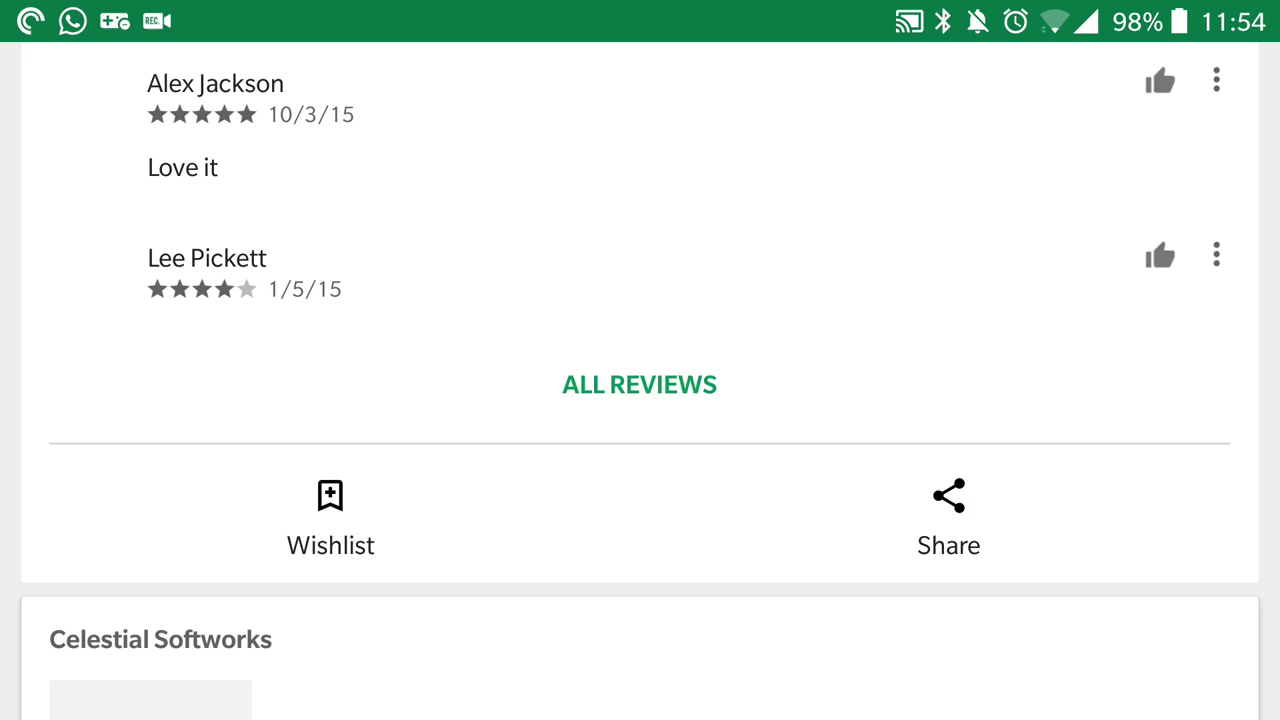 REC. 98% 11:54
Alex Jackson
10/3/15
Love it
Lee Pickett
1/5/15
ALL REVIEWS
Wishlist Share
Celestial Softworks